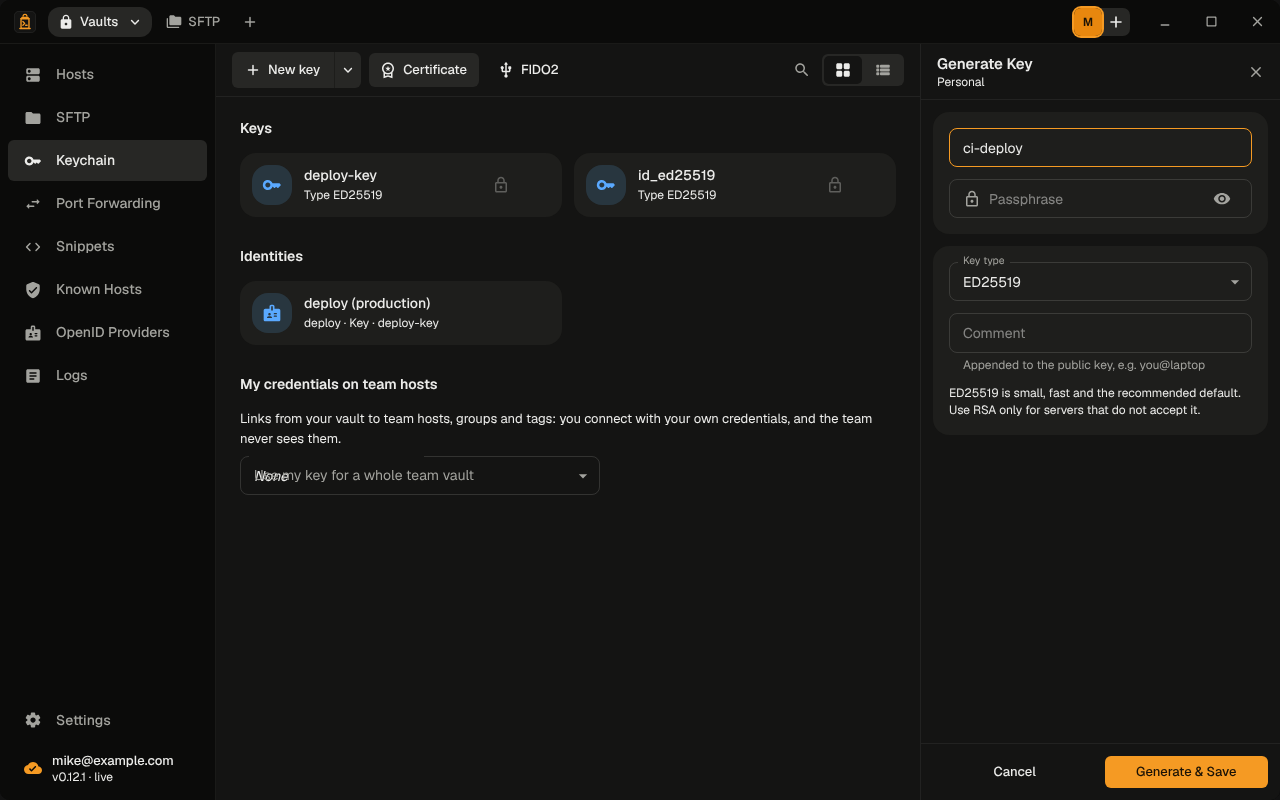 Vaults
SFTP
M
Hosts
SFTP
Keychain
Port Forwarding
Snippets
Known Hosts
OpenID Providers
Logs
Settings
mike@example.com
v0.12.1 · live
New key
Certificate
FIDO2
Keys
deploy-key
Type ED25519
id_ed25519
Type ED25519
Identities
deploy (production)
deploy · Key · deploy-key
My credentials on team hosts
Links from your vault to team hosts, groups and tags: you connect with your own credentials, and the team
never sees them.
Use my key for a whole team vault
None
Generate Key
Personal
ci-deploy
Passphrase
Key type
ED25519
Comment
Appended to the public key, e.g. you@laptop
ED25519 is small, fast and the recommended default.
Use RSA only for servers that do not accept it.
Cancel
Generate & Save